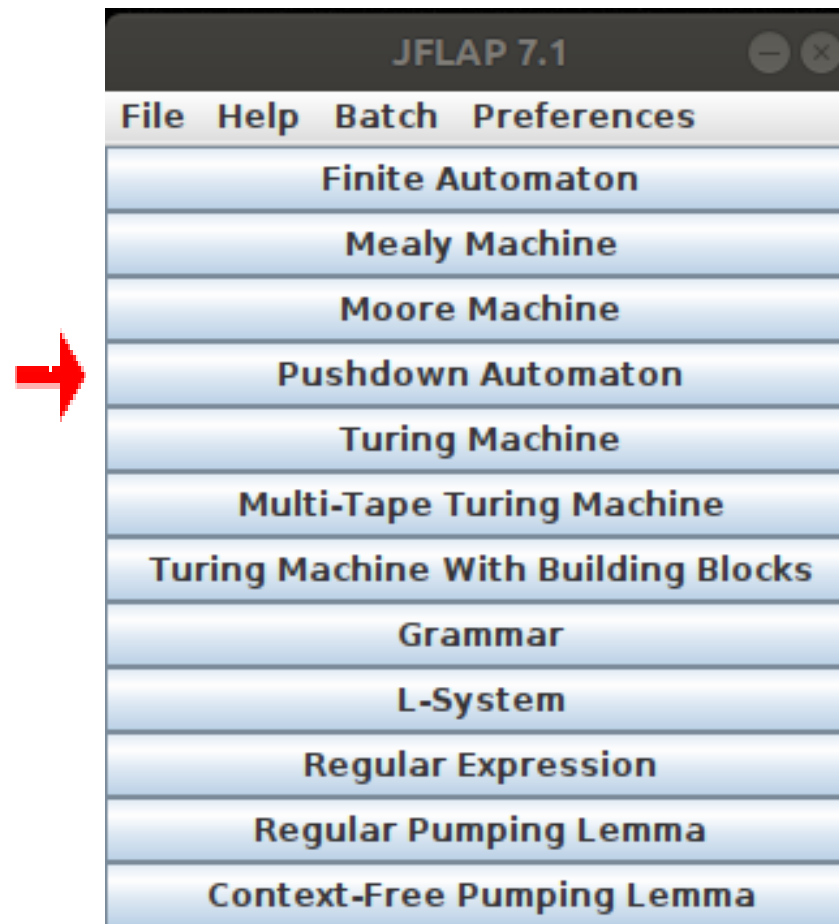 JFLAP 7.1
File Help Batch Preferences
Finite Automaton
Mealy Machine
Moore Machine
Pushdown Automaton
Turing Machine
Multi-Tape Turing Machine
Turing Machine With Building Blocks
Grammar
L-System
Regular Expression
Regular Pumping Lemma
Context-Free Pumping Lemma